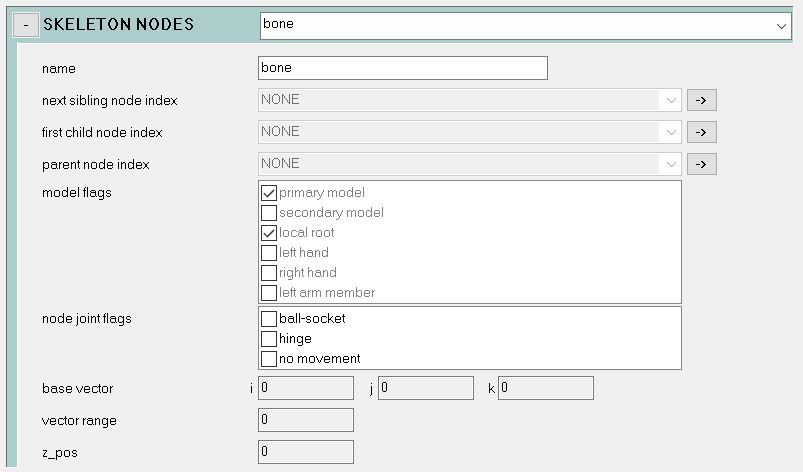 - SKELETON NODES bone
name bone
next sibling node index NONE ->
first child node index NONE ->
parent node index NONE ->
model flags primary model
secondary model
local root
left hand
right hand
left arm member
node joint flags ball-socket
hinge
no movement
base vector i 0 j 0 k 0
vector range 0
z_pos 0